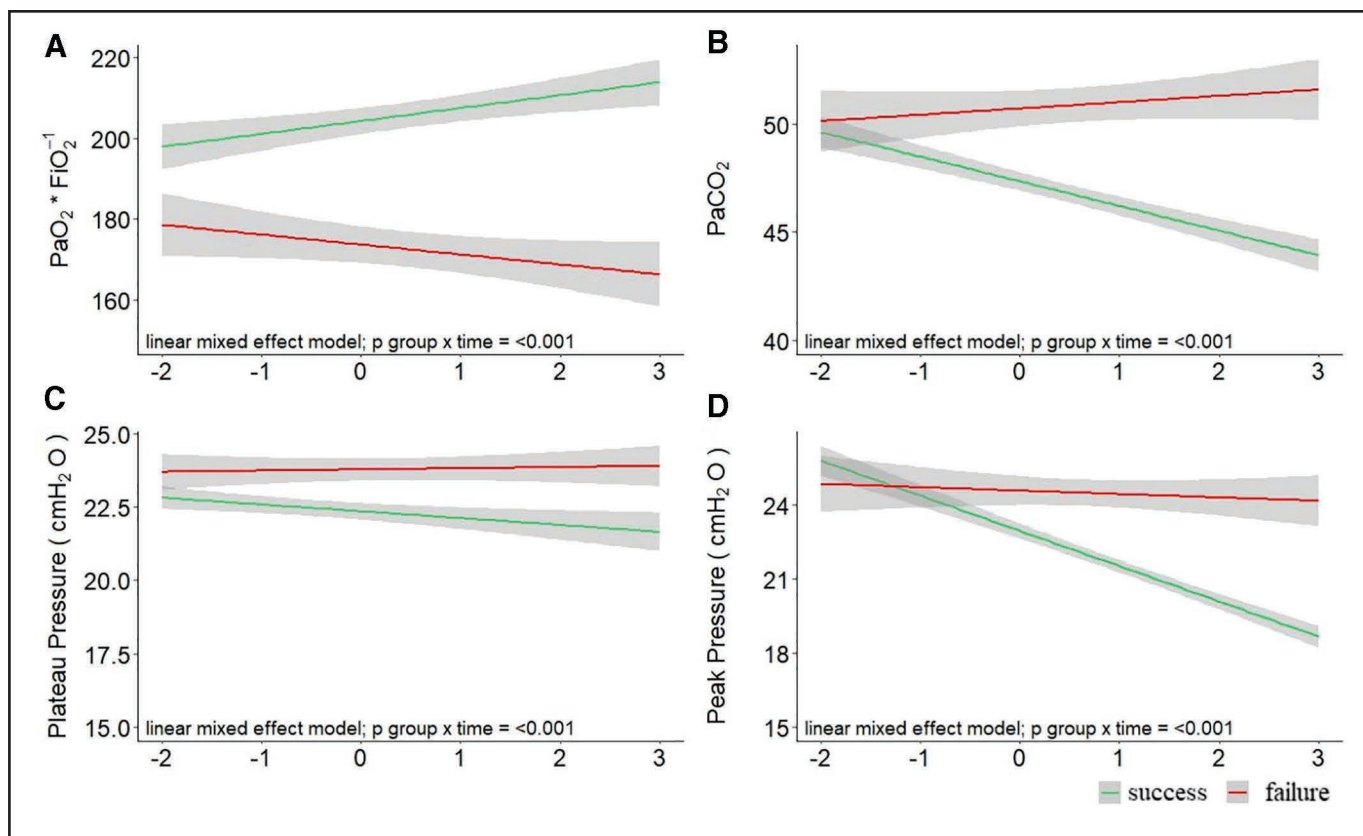 A
PaO₂ * FiO₂⁻¹
220
200
180
160
linear mixed effect model; p group x time = <0.001
-2 -1 0 1 2 3
B
PaCO₂
50
45
40
linear mixed effect model; p group x time = <0.001
-2 -1 0 1 2 3
C
Plateau Pressure ( cmH₂ O )
25.0
22.5
20.0
17.5
15.0
linear mixed effect model; p group x time = <0.001
-2 -1 0 1 2 3
D
Peak Pressure ( cmH₂ O )
24
21
18
15
linear mixed effect model; p group x time = <0.001
-2 -1 0 1 2 3
success failure